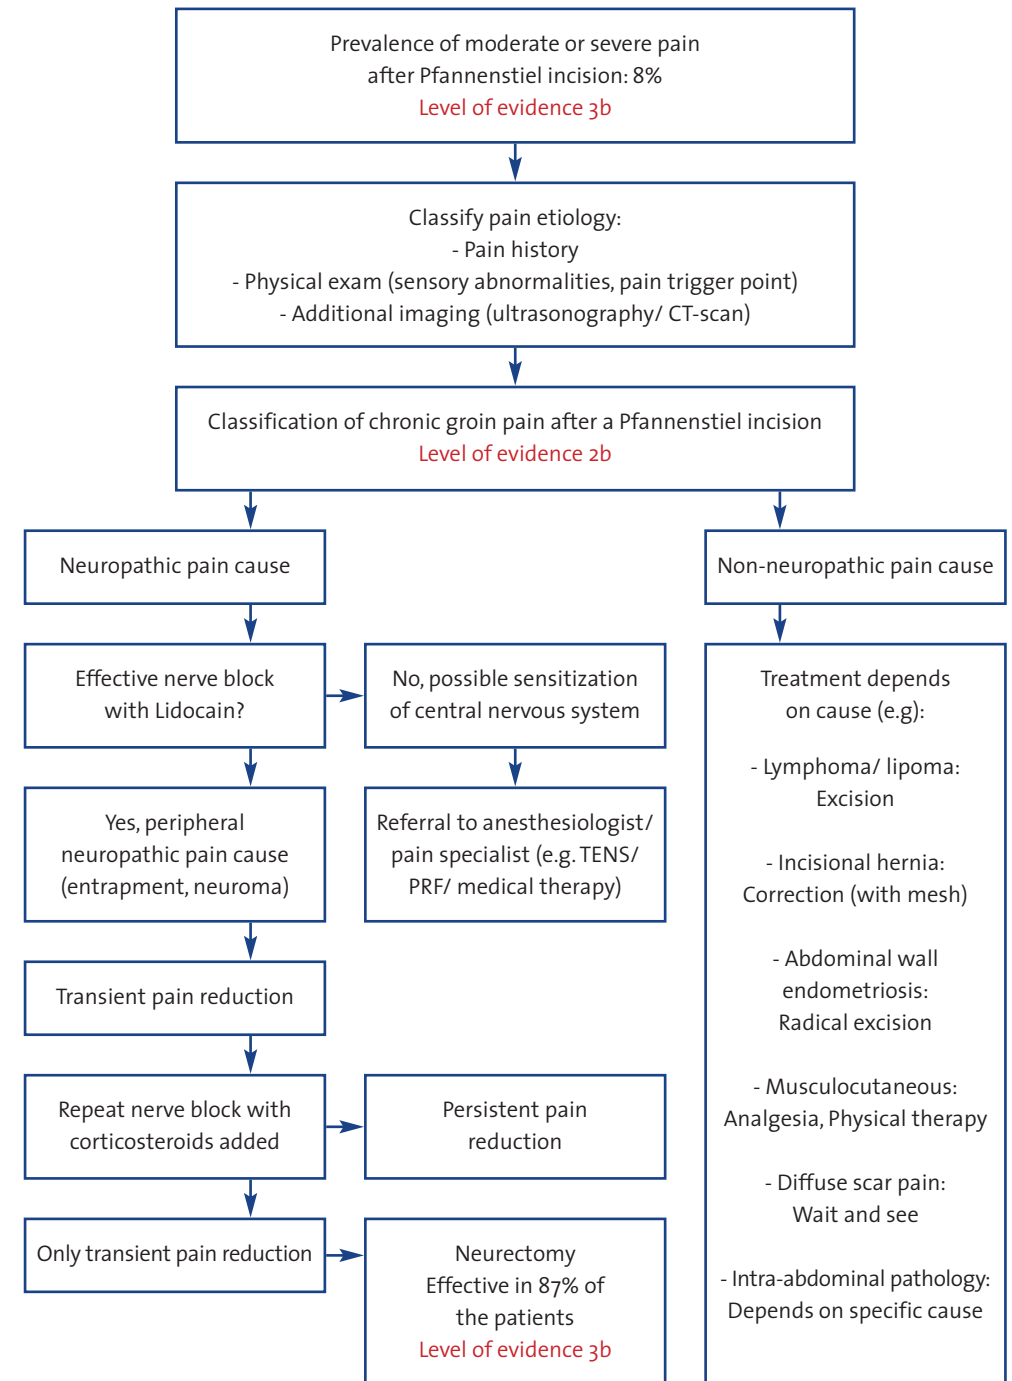 Prevalence of moderate or severe pain
after Pfannenstiel incision: 8%
Level of evidence 3b
Classify pain etiology:
- Pain history
- Physical exam (sensory abnormalities, pain trigger point)
- Additional imaging (ultrasonography/ CT-scan)
Classification of chronic groin pain after a Pfannenstiel incision
Level of evidence 2b
Neuropathic pain cause
Non-neuropathic pain cause
Effective nerve block
with Lidocain?
No, possible sensitization
of central nervous system
Yes, peripheral
neuropathic pain cause
(entrapment, neuroma)
Referral to anesthesiologist/
pain specialist (e.g. TENS/
PRF/ medical therapy)
Transient pain reduction
Repeat nerve block with
corticosteroids added
Persistent pain
reduction
Only transient pain reduction
Neurectomy
Effective in 87% of
the patients
Level of evidence 3b
Treatment depends
on cause (e.g):
- Lymphoma/ lipoma:
Excision
- Incisional hernia:
Correction (with mesh)
- Abdominal wall
endometriosis:
Radical excision
- Musculocutaneous:
Analgesia, Physical therapy
- Diffuse scar pain:
Wait and see
- Intra-abdominal pathology:
Depends on specific cause